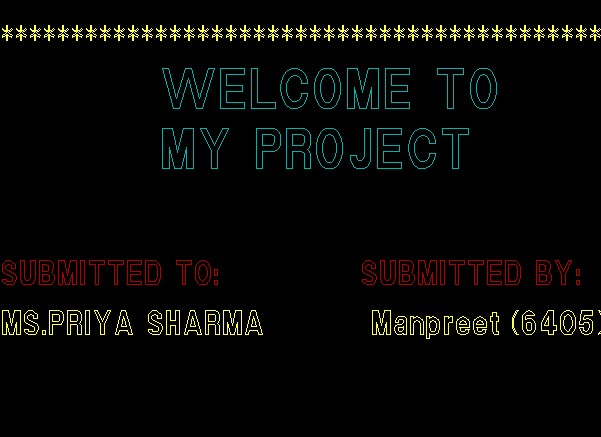 *******************************************
WELCOME TO
MY PROJECT
SUBMITTED TO: SUBMITTED BY:
MS.PRIYA SHARMA Manpreet (6405)